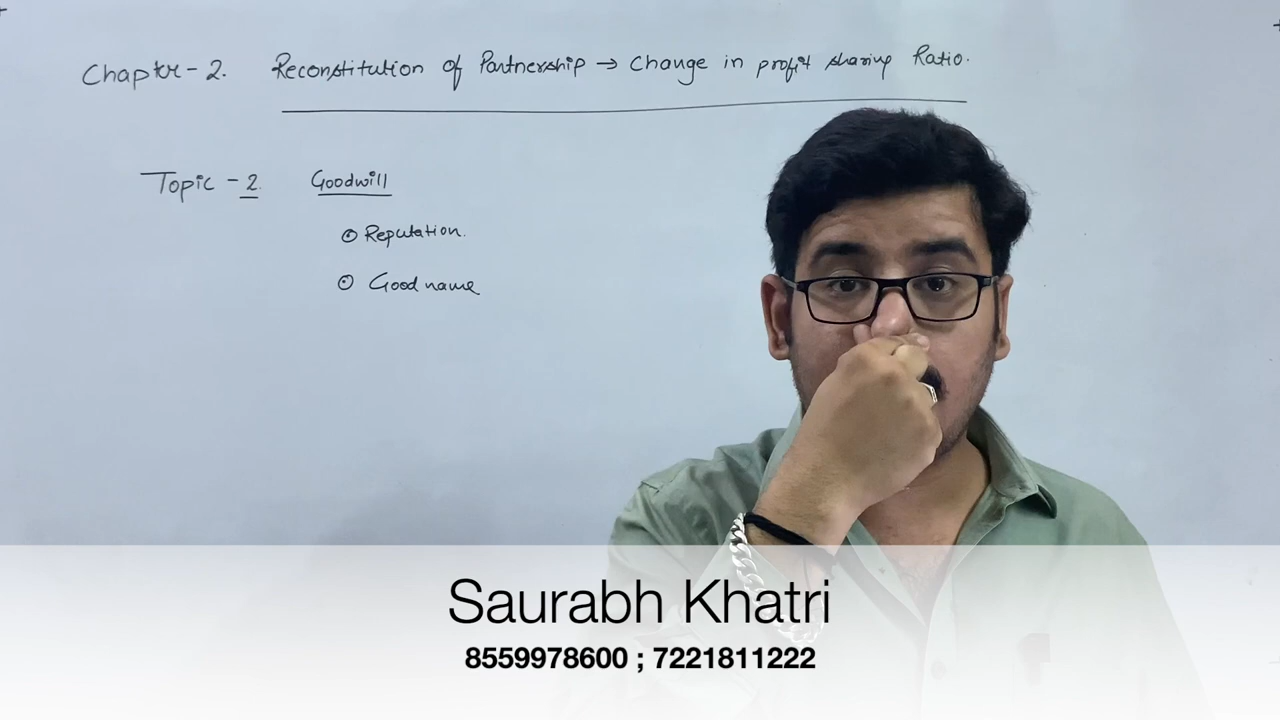 Chapter-2. Reconstitution of Partnership → Change in profit sharing Ratio.
Topic - 2. Goodwill
⊙ Reputation.
⊙ Good name
Saurabh Khatri
8559978600 ; 7221811222